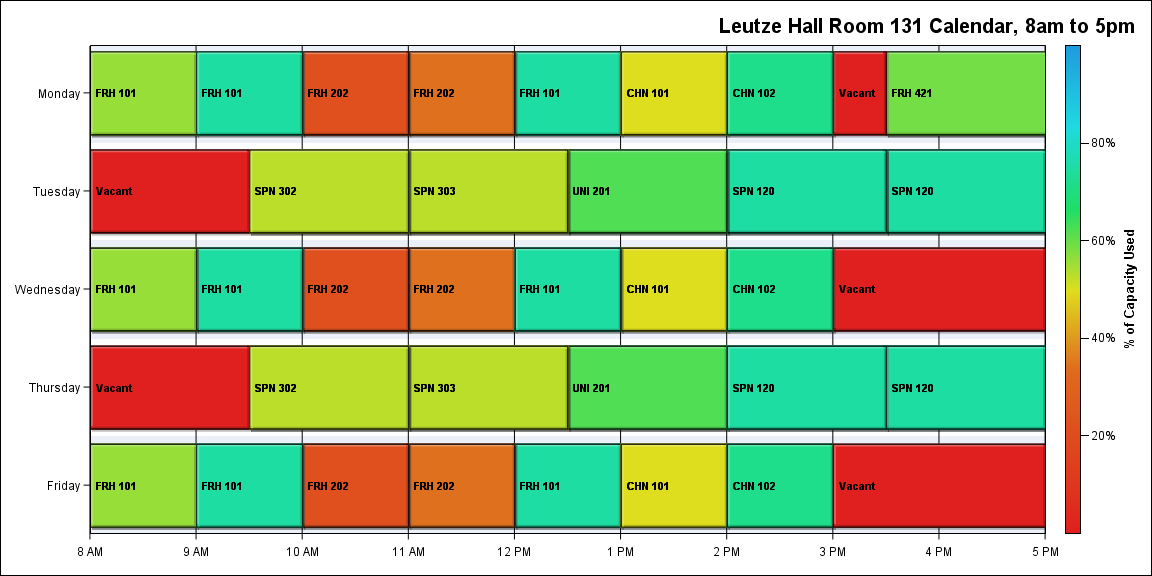 Leutze Hall Room 131 Calendar, 8am to 5pm
Monday
FRH 101
FRH 101
FRH 202
FRH 202
FRH 101
CHN 101
CHN 102
Vacant
FRH 421
Tuesday
Vacant
SPN 302
SPN 303
UNI 201
SPN 120
SPN 120
Wednesday
FRH 101
FRH 101
FRH 202
FRH 202
FRH 101
CHN 101
CHN 102
Vacant
Thursday
Vacant
SPN 302
SPN 303
UNI 201
SPN 120
SPN 120
Friday
FRH 101
FRH 101
FRH 202
FRH 202
FRH 101
CHN 101
CHN 102
Vacant
8 AM
9 AM
10 AM
11 AM
12 PM
1 PM
2 PM
3 PM
4 PM
5 PM
80%
60%
40%
20%
% of Capacity Used